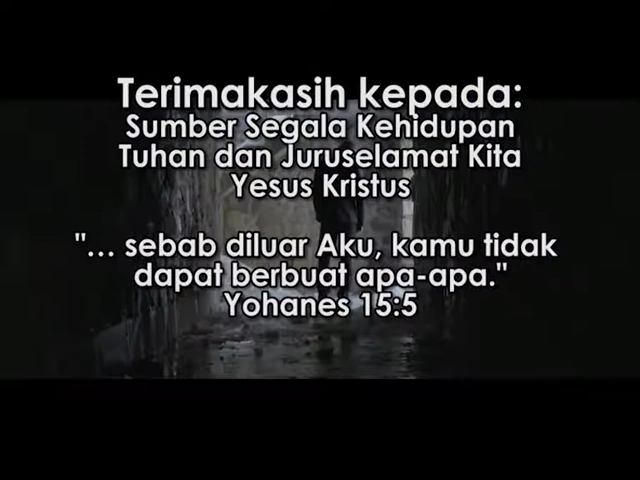 Terimakasih kepada:
Sumber Segala Kehidupan
Tuhan dan Juruselamat Kita
Yesus Kristus
"... sebab diluar Aku, kamu tidak
dapat berbuat apa-apa."
Yohanes 15:5